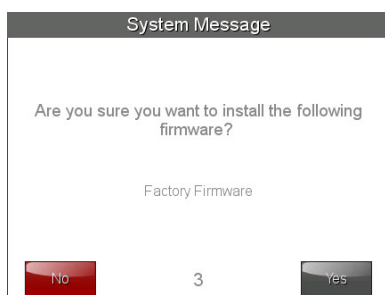 System Message
Are you sure you want to install the following
firmware?
Factory Firmware
No 3 Yes